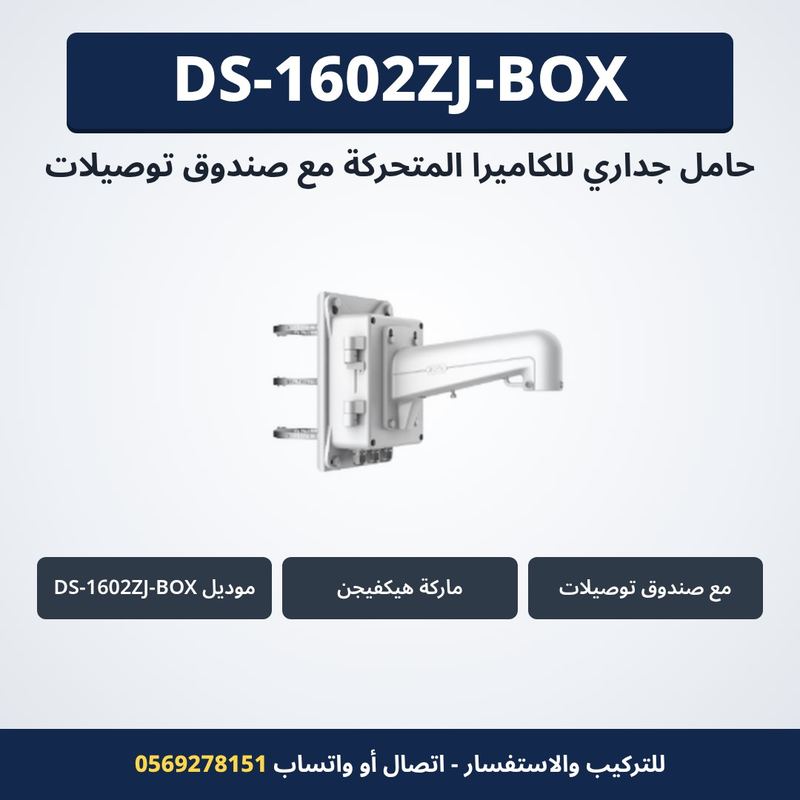 DS-1602ZJ-BOX
حامل جداري للكاميرا المتحركة مع صندوق توصيلات
مع صندوق توصيلات
ماركة هيكفيجن
موديل DS-1602ZJ-BOX
للتركيب والاستفسار - اتصال أو واتساب 0569278151